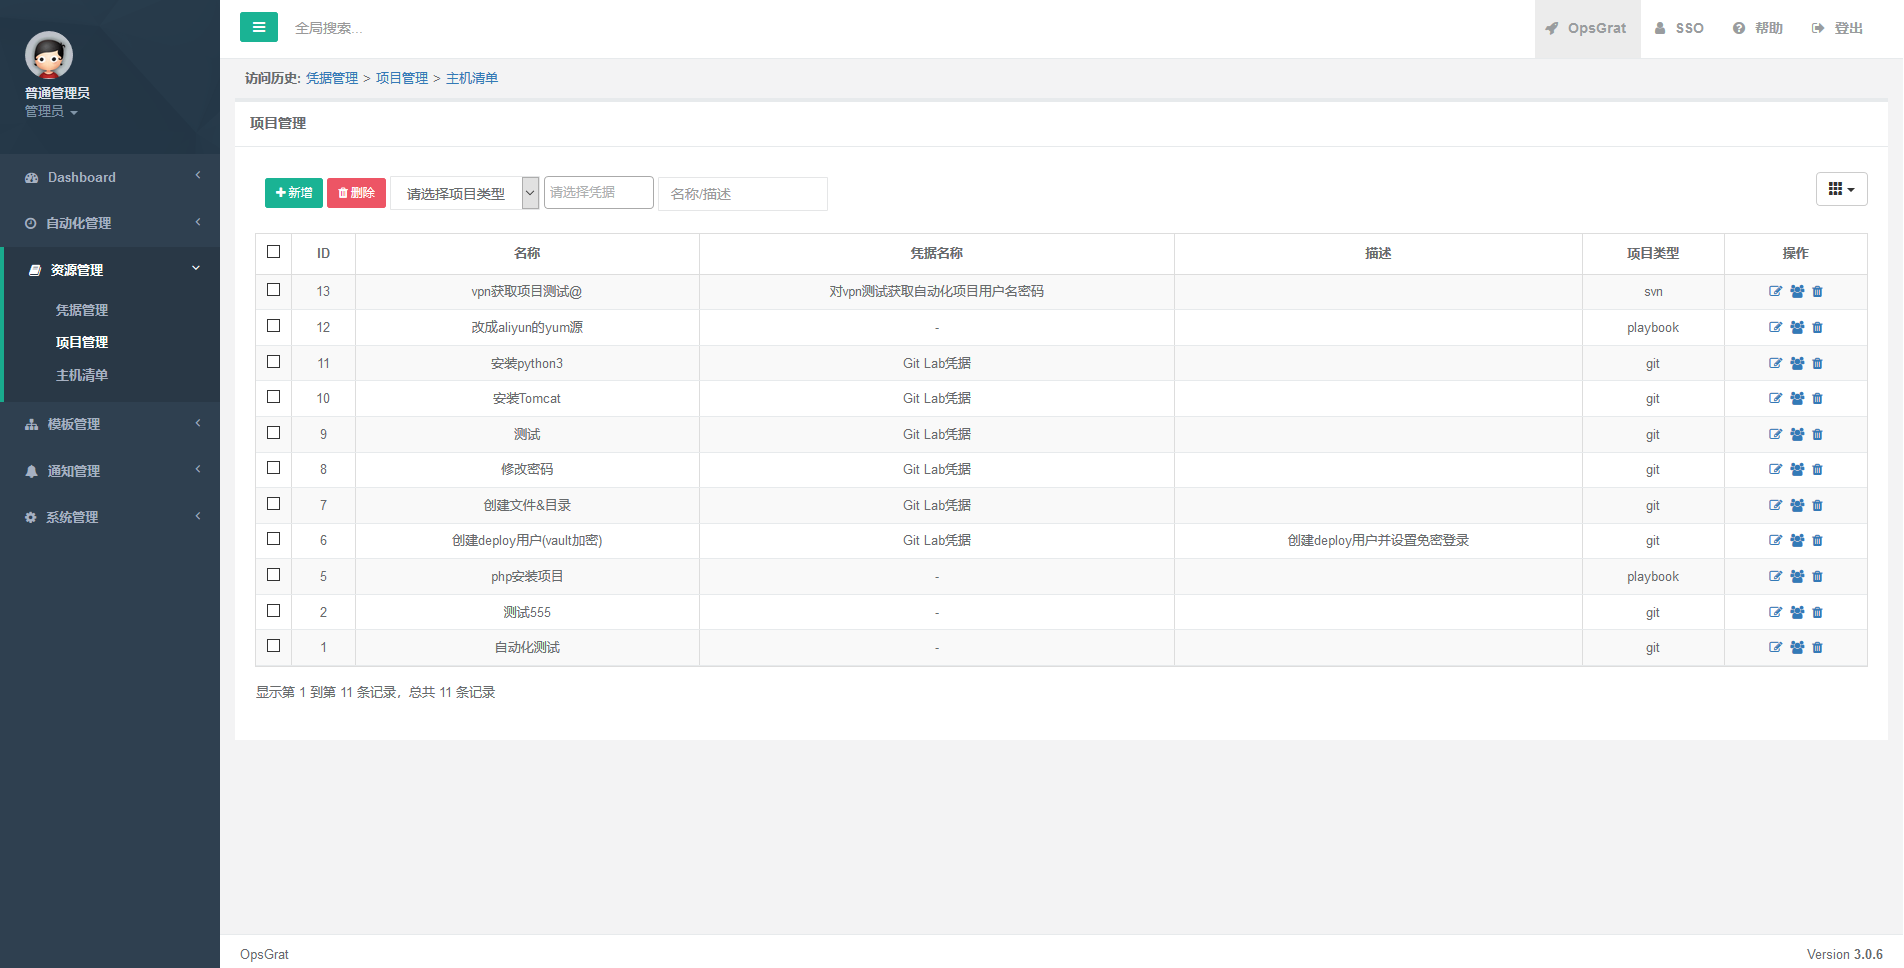 全局搜索...
OpsGrat SSO 帮助 登出
普通管理员
管理员
Dashboard
自动化管理
资源管理
凭据管理
项目管理
主机清单
模板管理
通知管理
系统管理
访问历史: 凭据管理 > 项目管理 > 主机清单
项目管理
新增 删除 请选择项目类型 请选择凭据 名称/描述
ID 名称 凭据名称 描述 项目类型 操作
13 vpn获取项目测试@ 对vpn测试获取自动化项目用户名密码 svn
12 改成aliyun的yum源 - playbook
11 安装python3 Git Lab凭据 git
10 安装Tomcat Git Lab凭据 git
9 测试 Git Lab凭据 git
8 修改密码 Git Lab凭据 git
7 创建文件&目录 Git Lab凭据 git
6 创建deploy用户(vault加密) Git Lab凭据 创建deploy用户并设置免密登录 git
5 php安装项目 - playbook
2 测试555 - git
1 自动化测试 - git
显示第 1 到第 11 条记录，总共 11 条记录
OpsGrat
Version 3.0.6